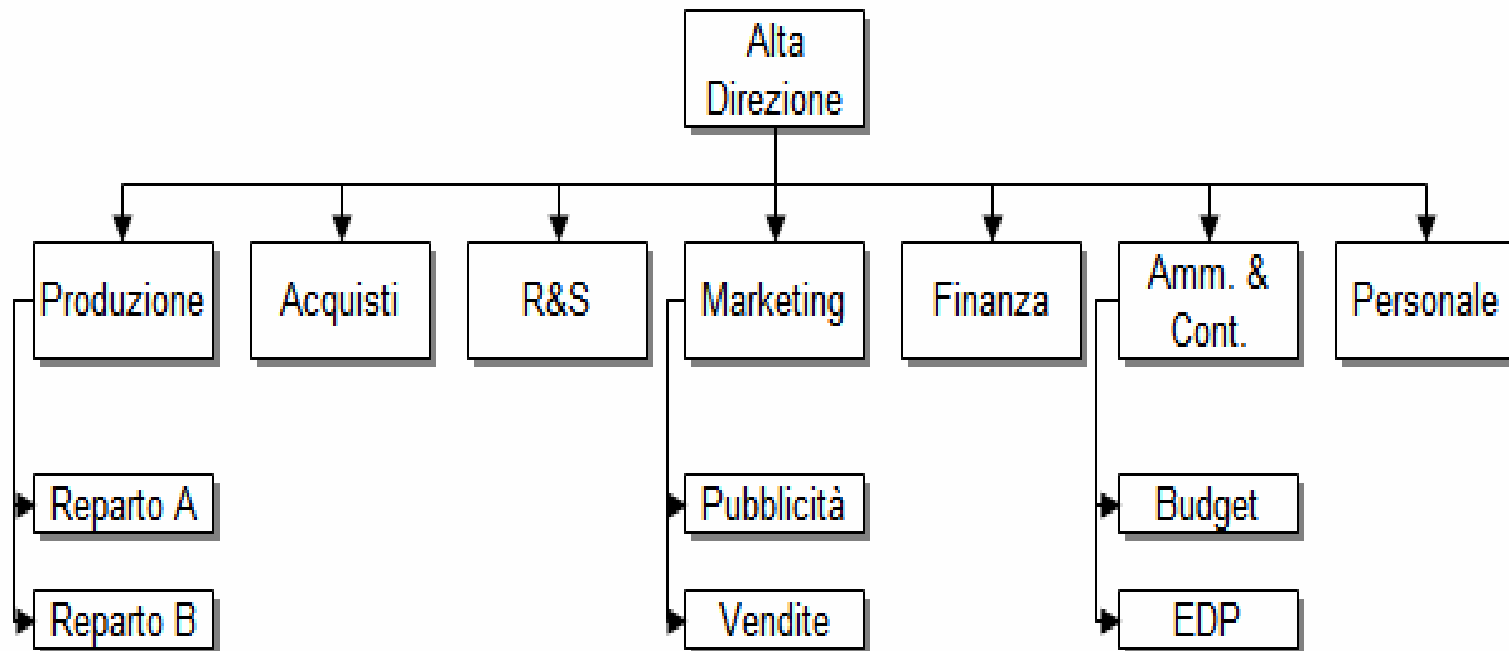 Alta
Direzione
Produzione
Acquisti
R&S
Marketing
Finanza
Amm. &
Cont.
Personale
Reparto A
Pubblicità
Budget
Reparto B
Vendite
EDP